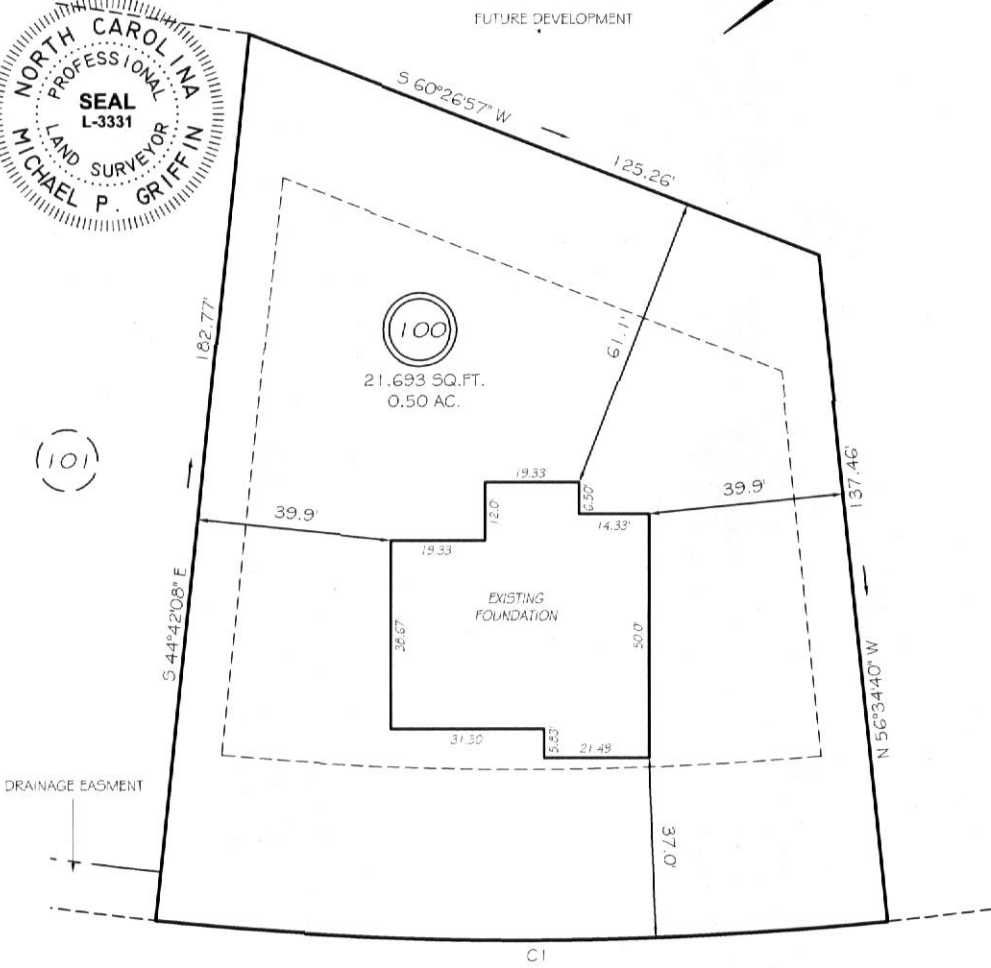 FUTURE DEVELOPMENT
NORTH CAROLINA
PROFESSIONAL
SEAL
L-3331
LAND SURVEYOR
MICHAEL P. GRIFFIN
S 60°26'57" W
125.26'
182.77'
100
21.693 SQ.FT.
0.50 AC.
61.1'
101
19.33'
12.0'
6.50'
14.33'
39.9'
137.46'
39.9'
19.33
EXISTING
FOUNDATION
38.67'
50.0'
S 44°42'08" E
N 56°34'40" W
31.50'
5.83'
21.49'
DRAINAGE EASMENT
37.0'
C1